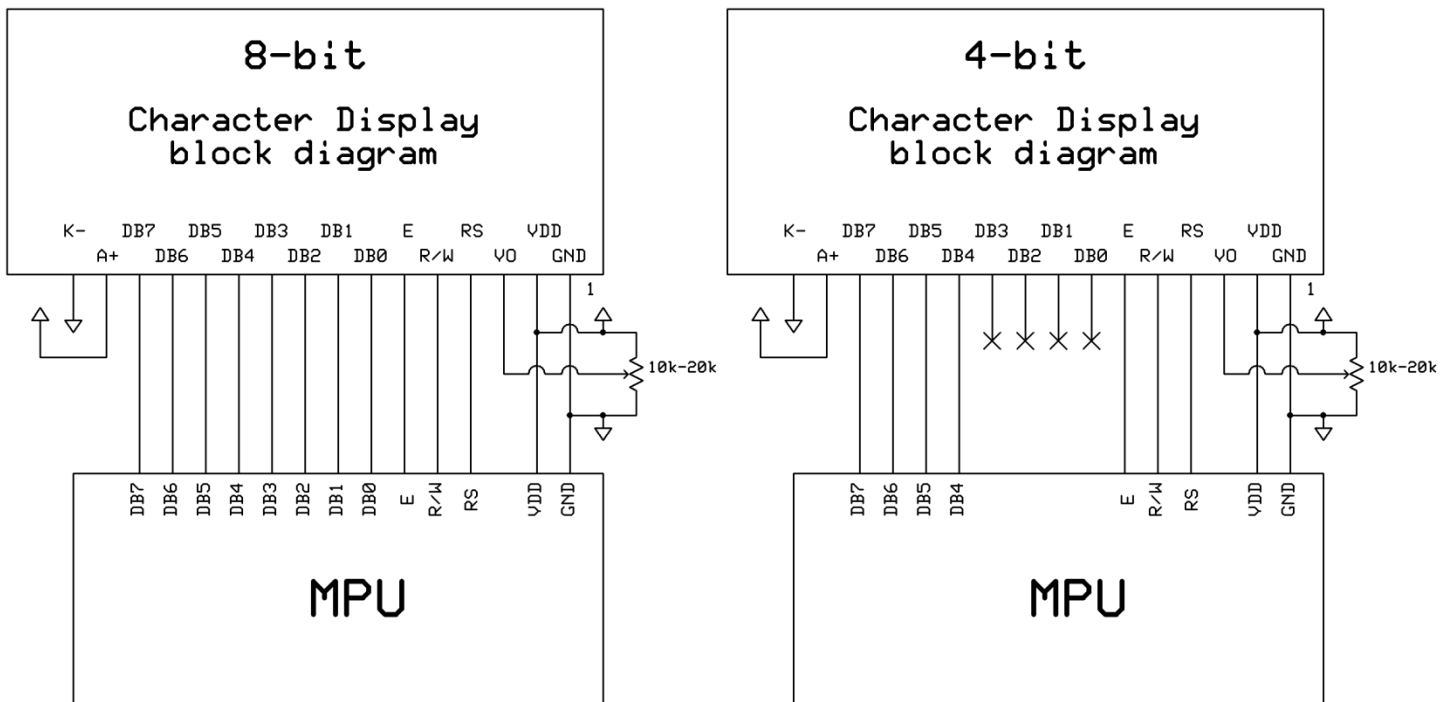 8-bit
Character Display
block diagram
K- DB7 DB5 DB3 DB1 E RS VDD
A+ DB6 DB4 DB2 DB0 R/W VO GND
1
10k-20k
DB7 DB6 DB5 DB4 DB3 DB2 DB1 DB0 E R/W RS VDD GND
MPU
4-bit
Character Display
block diagram
K- DB7 DB5 DB3 DB1 E RS VDD
A+ DB6 DB4 DB2 DB0 R/W VO GND
1
10k-20k
DB7 DB6 DB5 DB4 E R/W RS VDD GND
MPU